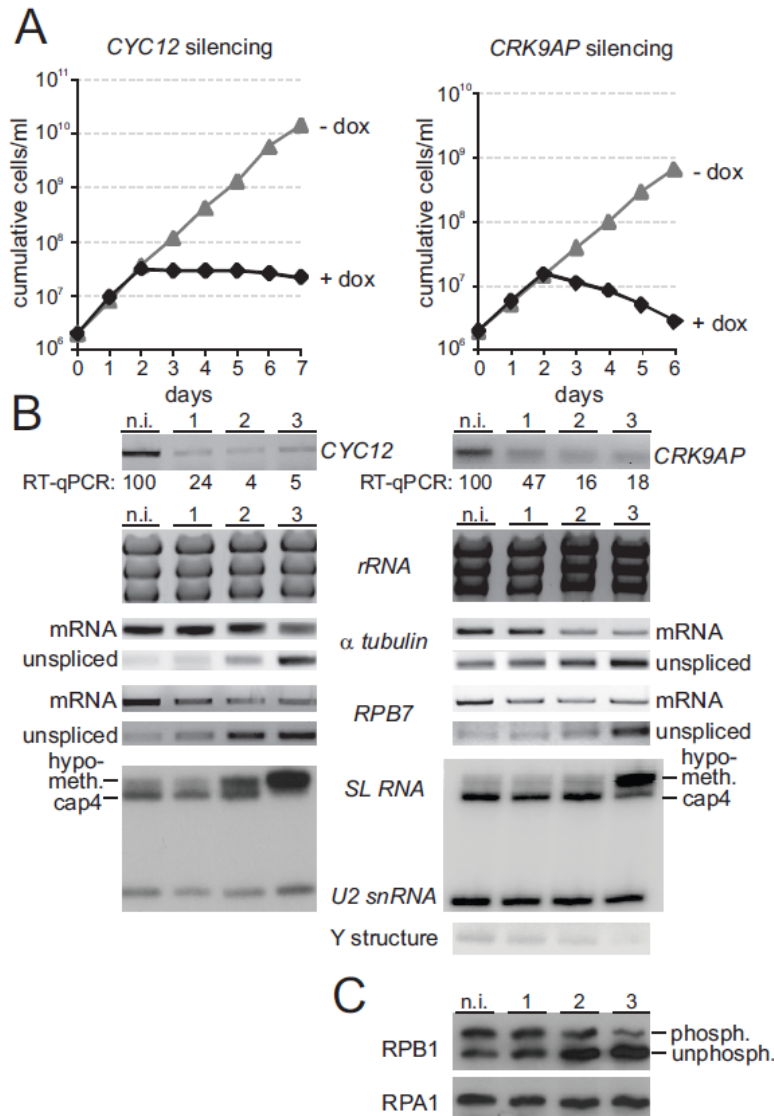 A
CYC12 silencing
CRK9AP silencing
10^11
10^10
10^9
10^8
10^7
10^6
cumulative cells/ml
- dox
+ dox
0 1 2 3 4 5 6 7
days
10^10
10^9
10^8
10^7
10^6
cumulative cells/ml
- dox
+ dox
0 1 2 3 4 5 6
days
B
n.i. 1 2 3 n.i. 1 2 3
CYC12 CRK9AP
RT-qPCR: 100 24 4 5 RT-qPCR: 100 47 16 18
n.i. 1 2 3 n.i. 1 2 3
rRNA
mRNA α tubulin mRNA
unspliced unspliced
mRNA RPB7 mRNA
unspliced unspliced
hypo-
meth.
cap4
SL RNA
hypo-
meth.
cap4
U2 snRNA
Y structure
C
n.i. 1 2 3
RPB1 phosph.
unphosph.
RPA1